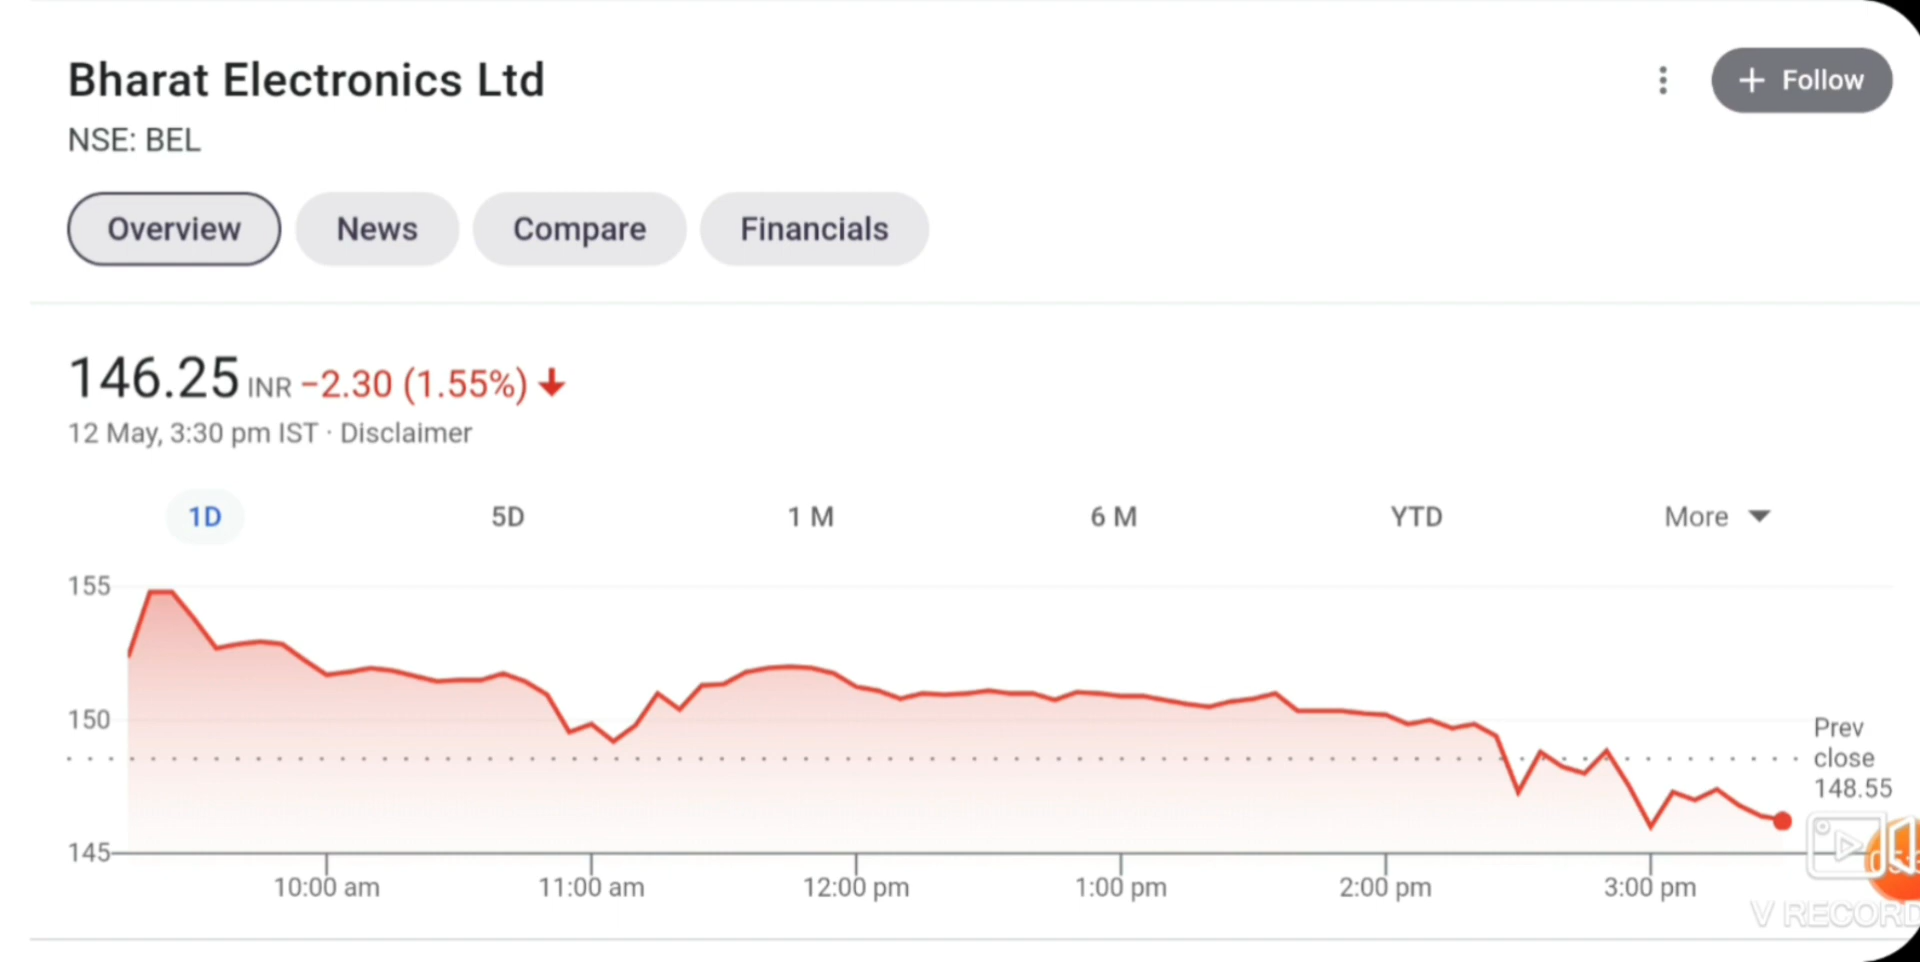 Bharat Electronics Ltd
+ Follow
NSE: BEL
Overview News Compare Financials
146.25 INR −2.30 (1.55%)
12 May, 3:30 pm IST · Disclaimer
1D 5D 1 M 6 M YTD More
155
150
145
Prev
close
148.55
10:00 am 11:00 am 12:00 pm 1:00 pm 2:00 pm 3:00 pm
V RECORD